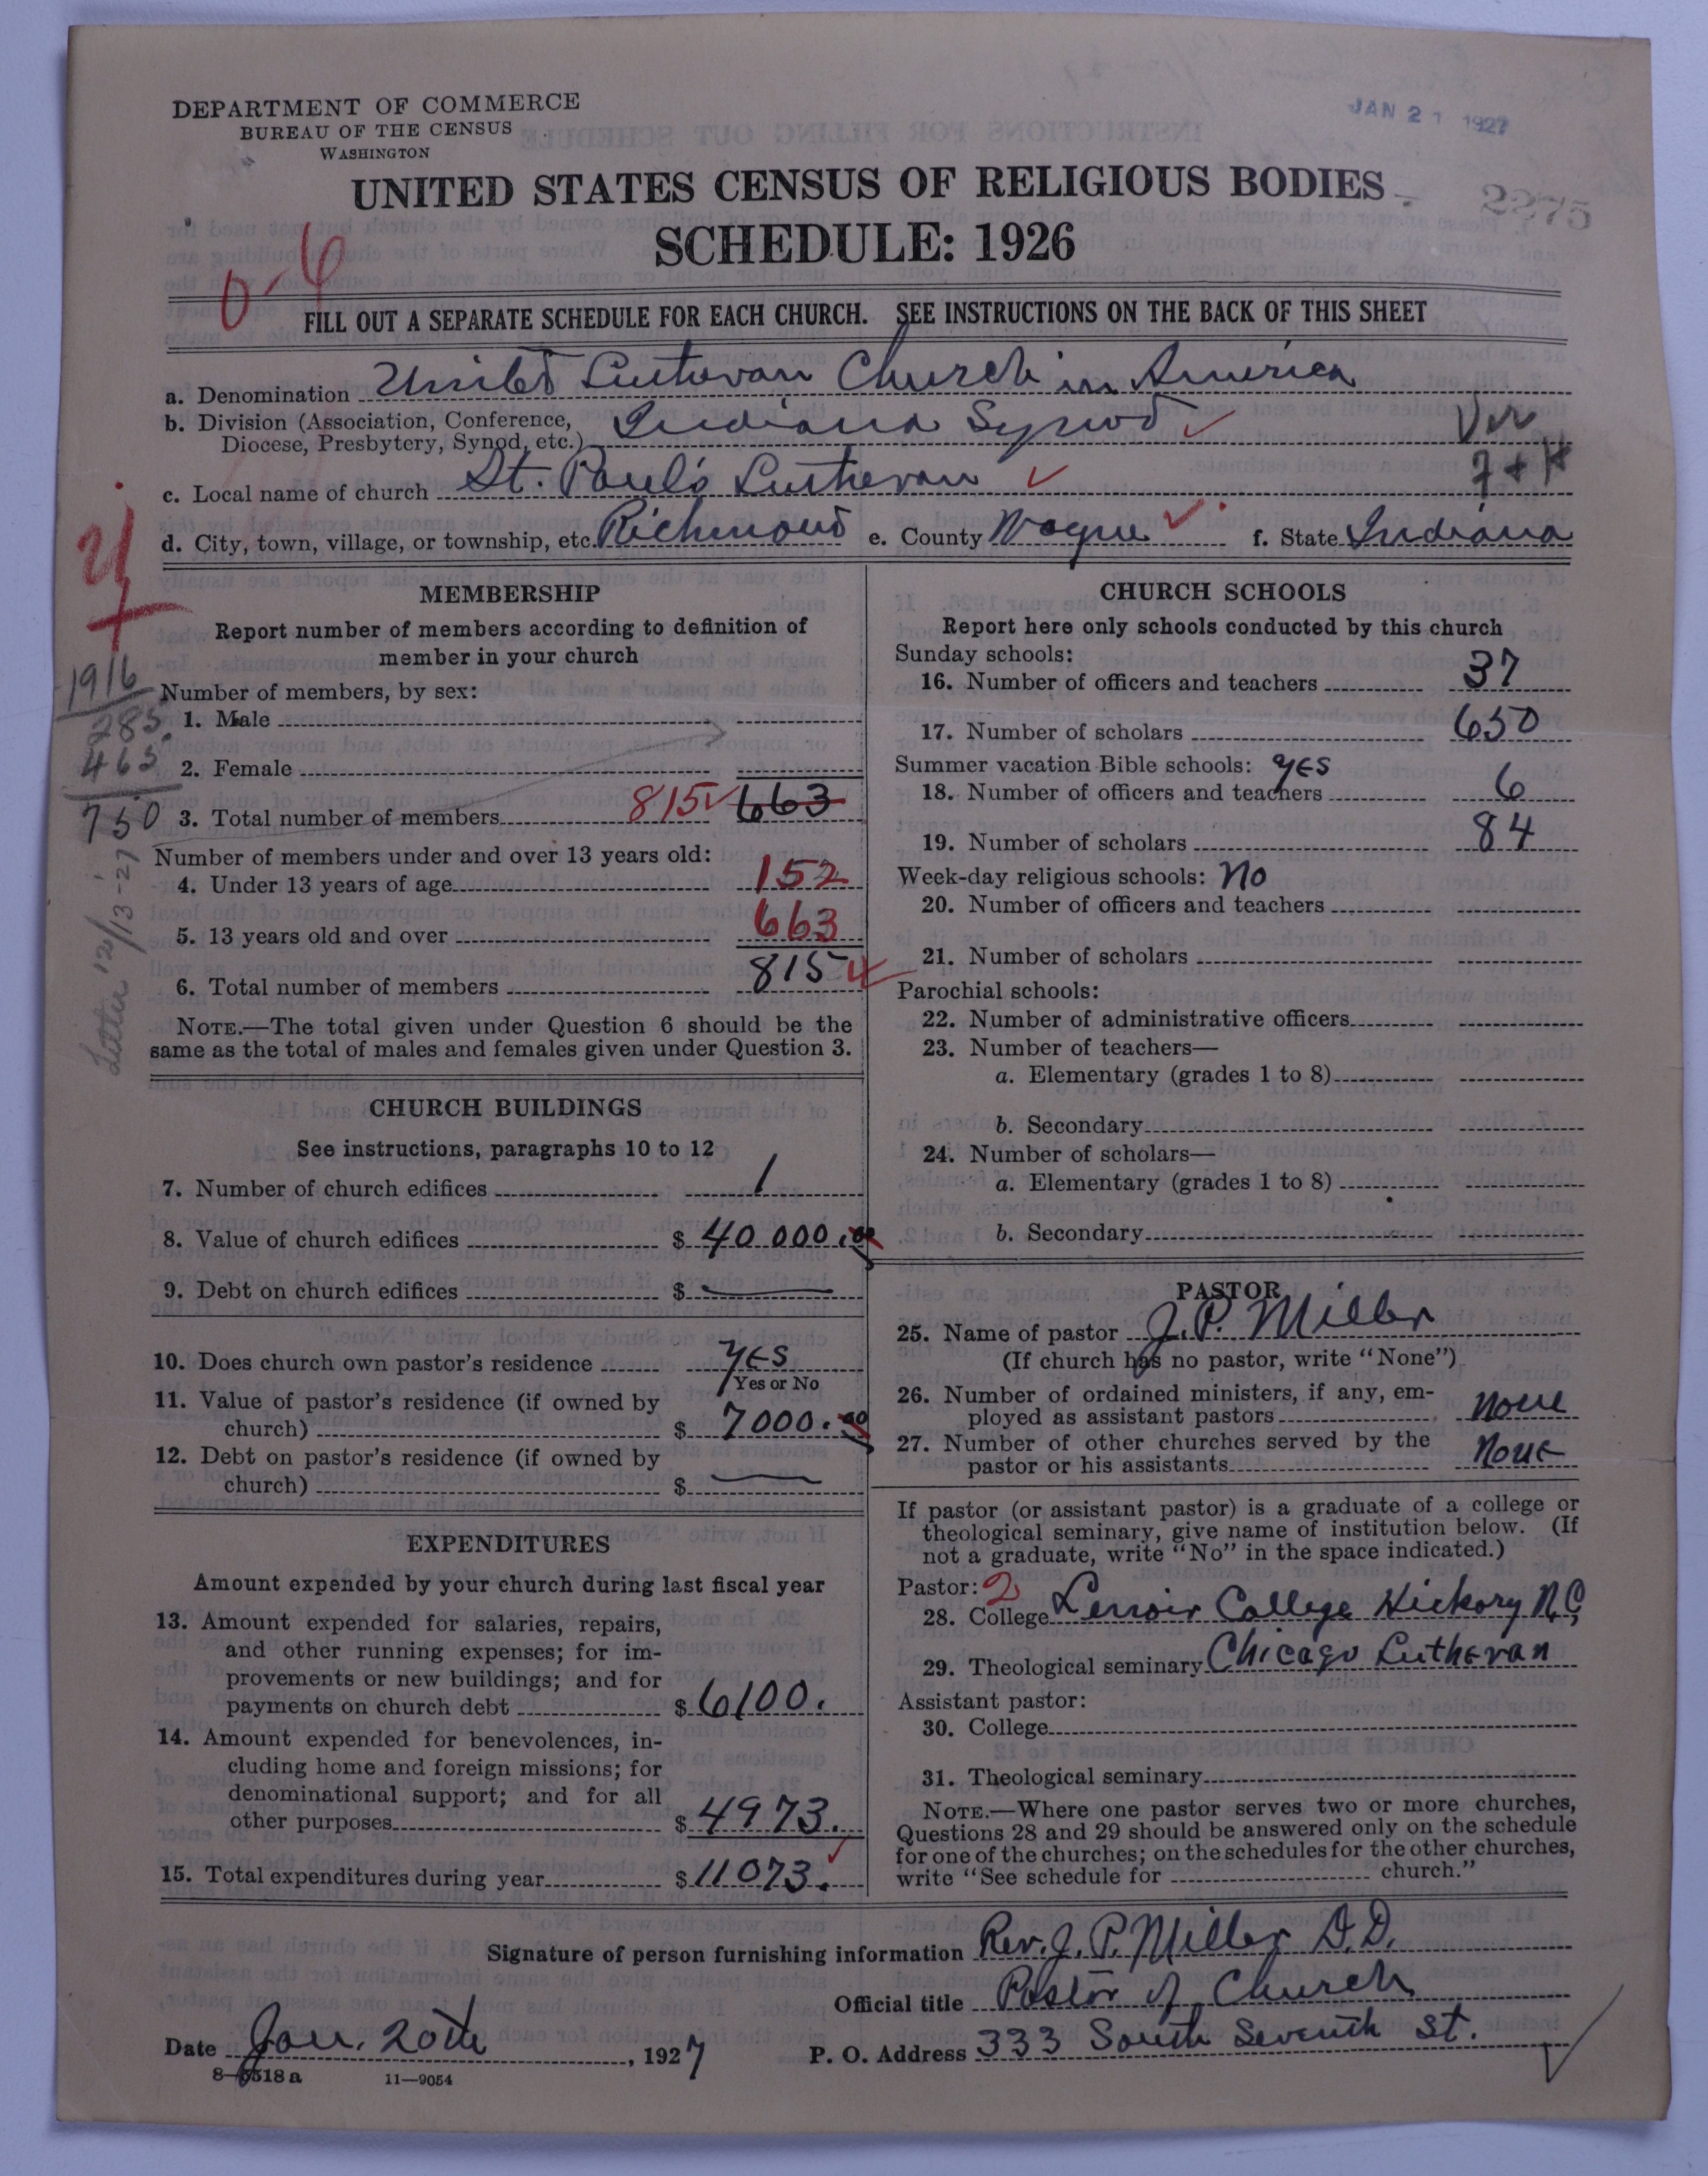 JAN 21 1927
DEPARTMENT OF COMMERCE
BUREAU OF THE CENSUS
WASHINGTON
UNITED STATES CENSUS OF RELIGIOUS BODIES
2275
SCHEDULE: 1926
0-6
FILL OUT A SEPARATE SCHEDULE FOR EACH CHURCH. SEE INSTRUCTIONS ON THE BACK OF THIS SHEET
a. Denomination United Lutheran Church in America
b. Division (Association, Conference,
Diocese, Presbytery, Synod, etc.) Indiana Synod
c. Local name of church St. Paul's Lutheran
d. City, town, village, or township, etc. Richmond e. County Wayne f. State Indiana
MEMBERSHIP
Report number of members according to definition of
member in your church
Number of members, by sex:
1916
1. Male
285
2. Female
465
3. Total number of members 815 663
750
Number of members under and over 13 years old:
4. Under 13 years of age 152
5. 13 years old and over 663
6. Total number of members 815
Letter 12/13-27
NOTE.—The total given under Question 6 should be the
same as the total of males and females given under Question 3.
CHURCH BUILDINGS
See instructions, paragraphs 10 to 12
7. Number of church edifices 1
8. Value of church edifices $ 40 000.00
9. Debt on church edifices $ —
10. Does church own pastor's residence YES
Yes or No
11. Value of pastor's residence (if owned by
church) $ 7000.00
12. Debt on pastor's residence (if owned by
church) $ —
EXPENDITURES
Amount expended by your church during last fiscal year
13. Amount expended for salaries, repairs,
and other running expenses; for im-
provements or new buildings; and for
payments on church debt $ 6100.
14. Amount expended for benevolences, in-
cluding home and foreign missions; for
denominational support; and for all
other purposes $ 4973.
15. Total expenditures during year $ 11073.
CHURCH SCHOOLS
Report here only schools conducted by this church
Sunday schools:
16. Number of officers and teachers 37
17. Number of scholars 650
Summer vacation Bible schools: YES
18. Number of officers and teachers 6
19. Number of scholars 84
Week-day religious schools: No
20. Number of officers and teachers
21. Number of scholars
Parochial schools:
22. Number of administrative officers
23. Number of teachers—
a. Elementary (grades 1 to 8)
b. Secondary
24. Number of scholars—
a. Elementary (grades 1 to 8)
b. Secondary
PASTOR
25. Name of pastor J. P. Miller
(If church has no pastor, write "None")
26. Number of ordained ministers, if any, em-
ployed as assistant pastors None
27. Number of other churches served by the
pastor or his assistants None
If pastor (or assistant pastor) is a graduate of a college or
theological seminary, give name of institution below. (If
not a graduate, write "No" in the space indicated.)
Pastor: 2
28. College Lenoir College Hickory N.C.
29. Theological seminary Chicago Lutheran
Assistant pastor:
30. College
31. Theological seminary
NOTE.—Where one pastor serves two or more churches,
Questions 28 and 29 should be answered only on the schedule
for one of the churches; on the schedules for the other churches,
write "See schedule for church."
Signature of person furnishing information Rev. J. P. Miller D.D.
Official title Pastor of Church
Date Jan. 20th, 1927
P. O. Address 333 South Seventh St.
8—5518a 11—9054